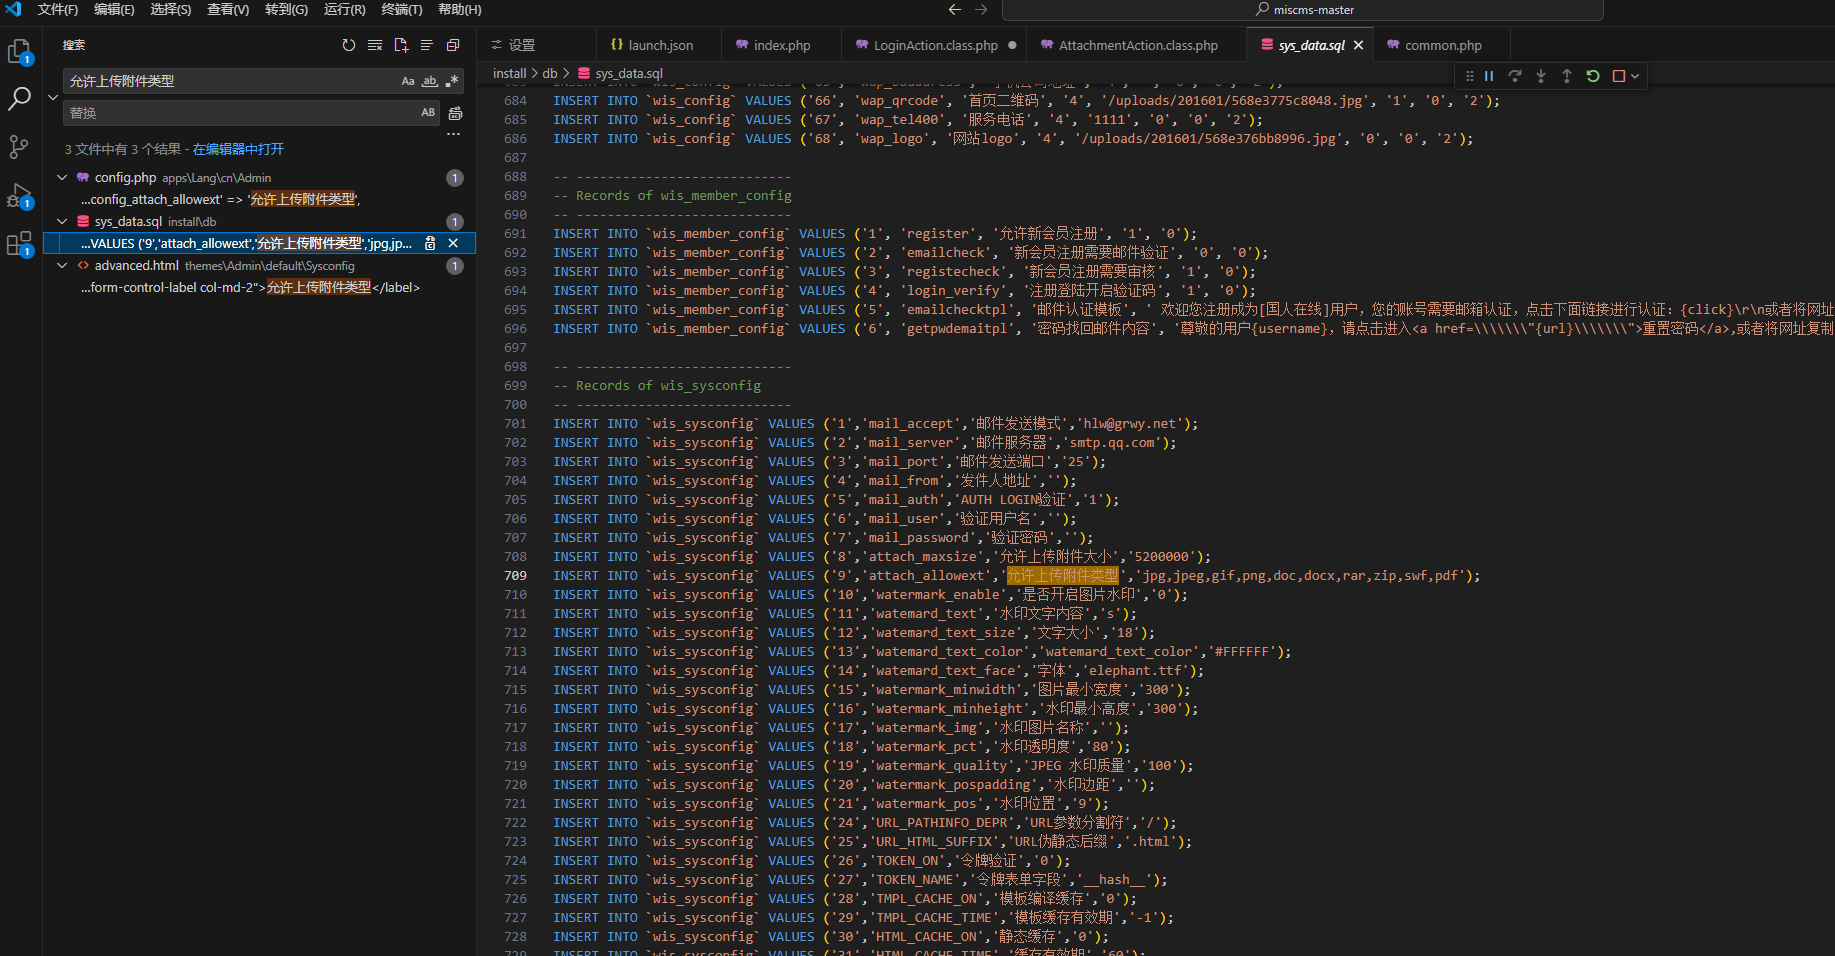 文件(F) 编辑(E) 选择(S) 查看(V) 转到(G) 运行(R) 终端(T) 帮助(H)
miscms-master
搜索
允许上传附件类型
Aa ab
替换
AB
3 文件中有 3 个结果 - 在编辑器中打开
config.php apps\Lang\cn\Admin 1
...config_attach_allowext' => '允许上传附件类型',
sys_data.sql install\db 1
...VALUES ('9','attach_allowext','允许上传附件类型','jpg,jp...
advanced.html themes\Admin\default\Sysconfig 1
...form-control-label col-md-2">允许上传附件类型</label>
1
1
1
设置 launch.json index.php LoginAction.class.php AttachmentAction.class.php sys_data.sql common.php
install > db > sys_data.sql
684 INSERT INTO `wis_config` VALUES ('66', 'wap_qrcode', '首页二维码', '4', '/uploads/201601/568e3775c8048.jpg', '1', '0', '2');
685 INSERT INTO `wis_config` VALUES ('67', 'wap_tel400', '服务电话', '4', '1111', '0', '0', '2');
686 INSERT INTO `wis_config` VALUES ('68', 'wap_logo', '网站logo', '4', '/uploads/201601/568e376bb8996.jpg', '0', '0', '2');
687
688 -- ----------------------------
689 -- Records of wis_member_config
690 -- ----------------------------
691 INSERT INTO `wis_member_config` VALUES ('1', 'register', '允许新会员注册', '1', '0');
692 INSERT INTO `wis_member_config` VALUES ('2', 'emailcheck', '新会员注册需要邮件验证', '0', '0');
693 INSERT INTO `wis_member_config` VALUES ('3', 'registecheck', '新会员注册需要审核', '1', '0');
694 INSERT INTO `wis_member_config` VALUES ('4', 'login_verify', '注册登陆开启验证码', '1', '0');
695 INSERT INTO `wis_member_config` VALUES ('5', 'emailchecktpl', '邮件认证模板', ' 欢迎您注册成为[国人在线]用户，您的账号需要邮箱认证，点击下面链接进行认证：{click}\r\n或者将网址
696 INSERT INTO `wis_member_config` VALUES ('6', 'getpwdemaitpl', '密码找回邮件内容', '尊敬的用户{username}，请点击进入<a href=\\\\\\\"{url}\\\\\\\">重置密码</a>,或者将网址复制
697
698 -- ----------------------------
699 -- Records of wis_sysconfig
700 -- ----------------------------
701 INSERT INTO `wis_sysconfig` VALUES ('1','mail_accept','邮件发送模式','hlw@grwy.net');
702 INSERT INTO `wis_sysconfig` VALUES ('2','mail_server','邮件服务器','smtp.qq.com');
703 INSERT INTO `wis_sysconfig` VALUES ('3','mail_port','邮件发送端口','25');
704 INSERT INTO `wis_sysconfig` VALUES ('4','mail_from','发件人地址','');
705 INSERT INTO `wis_sysconfig` VALUES ('5','mail_auth','AUTH LOGIN验证','1');
706 INSERT INTO `wis_sysconfig` VALUES ('6','mail_user','验证用户名','');
707 INSERT INTO `wis_sysconfig` VALUES ('7','mail_password','验证密码','');
708 INSERT INTO `wis_sysconfig` VALUES ('8','attach_maxsize','允许上传附件大小','5200000');
709 INSERT INTO `wis_sysconfig` VALUES ('9','attach_allowext','允许上传附件类型','jpg,jpeg,gif,png,doc,docx,rar,zip,swf,pdf');
710 INSERT INTO `wis_sysconfig` VALUES ('10','watermark_enable','是否开启图片水印','0');
711 INSERT INTO `wis_sysconfig` VALUES ('11','watemard_text','水印文字内容','s');
712 INSERT INTO `wis_sysconfig` VALUES ('12','watemard_text_size','文字大小','18');
713 INSERT INTO `wis_sysconfig` VALUES ('13','watemard_text_color','watemard_text_color','#FFFFFF');
714 INSERT INTO `wis_sysconfig` VALUES ('14','watemard_text_face','字体','elephant.ttf');
715 INSERT INTO `wis_sysconfig` VALUES ('15','watermark_minwidth','图片最小宽度','300');
716 INSERT INTO `wis_sysconfig` VALUES ('16','watermark_minheight','水印最小高度','300');
717 INSERT INTO `wis_sysconfig` VALUES ('17','watermark_img','水印图片名称','');
718 INSERT INTO `wis_sysconfig` VALUES ('18','watermark_pct','水印透明度','80');
719 INSERT INTO `wis_sysconfig` VALUES ('19','watermark_quality','JPEG 水印质量','100');
720 INSERT INTO `wis_sysconfig` VALUES ('20','watermark_pospadding','水印边距','');
721 INSERT INTO `wis_sysconfig` VALUES ('21','watermark_pos','水印位置','9');
722 INSERT INTO `wis_sysconfig` VALUES ('24','URL_PATHINFO_DEPR','URL参数分割符','/');
723 INSERT INTO `wis_sysconfig` VALUES ('25','URL_HTML_SUFFIX','URL伪静态后缀','.html');
724 INSERT INTO `wis_sysconfig` VALUES ('26','TOKEN_ON','令牌验证','0');
725 INSERT INTO `wis_sysconfig` VALUES ('27','TOKEN_NAME','令牌表单字段','__hash__');
726 INSERT INTO `wis_sysconfig` VALUES ('28','TMPL_CACHE_ON','模板编译缓存','0');
727 INSERT INTO `wis_sysconfig` VALUES ('29','TMPL_CACHE_TIME','模板缓存有效期','-1');
728 INSERT INTO `wis_sysconfig` VALUES ('30','HTML_CACHE_ON','静态缓存','0');
729 INSERT INTO `wis_sysconfig` VALUES ('31','HTML_CACHE_TIME','缓存有效期','60');